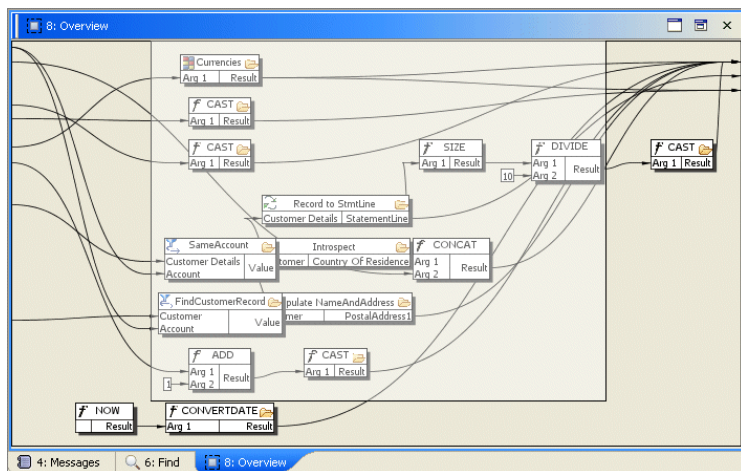 8: Overview
Currencies
Arg 1 Result
f CAST
Arg 1 Result
f CAST
Arg 1 Result
f SIZE
Arg 1 Result
f DIVIDE
Arg 1
Arg 2
Result
10
f CAST
Arg 1 Result
Record to StmtLine
Customer Details StatementLine
SameAccount
Customer Details
Account
Value
Introspect
tomer Country Of Residence
f CONCAT
Arg 1
Arg 2
Result
FindCustomerRecord
Customer
Account
Value
pulate NameAndAddress
mer PostalAddress1
f ADD
Arg 1
Arg 2
Result
1
f CAST
Arg 1 Result
f NOW
Result
f CONVERTDATE
Arg 1 Result
4: Messages 6: Find 8: Overview